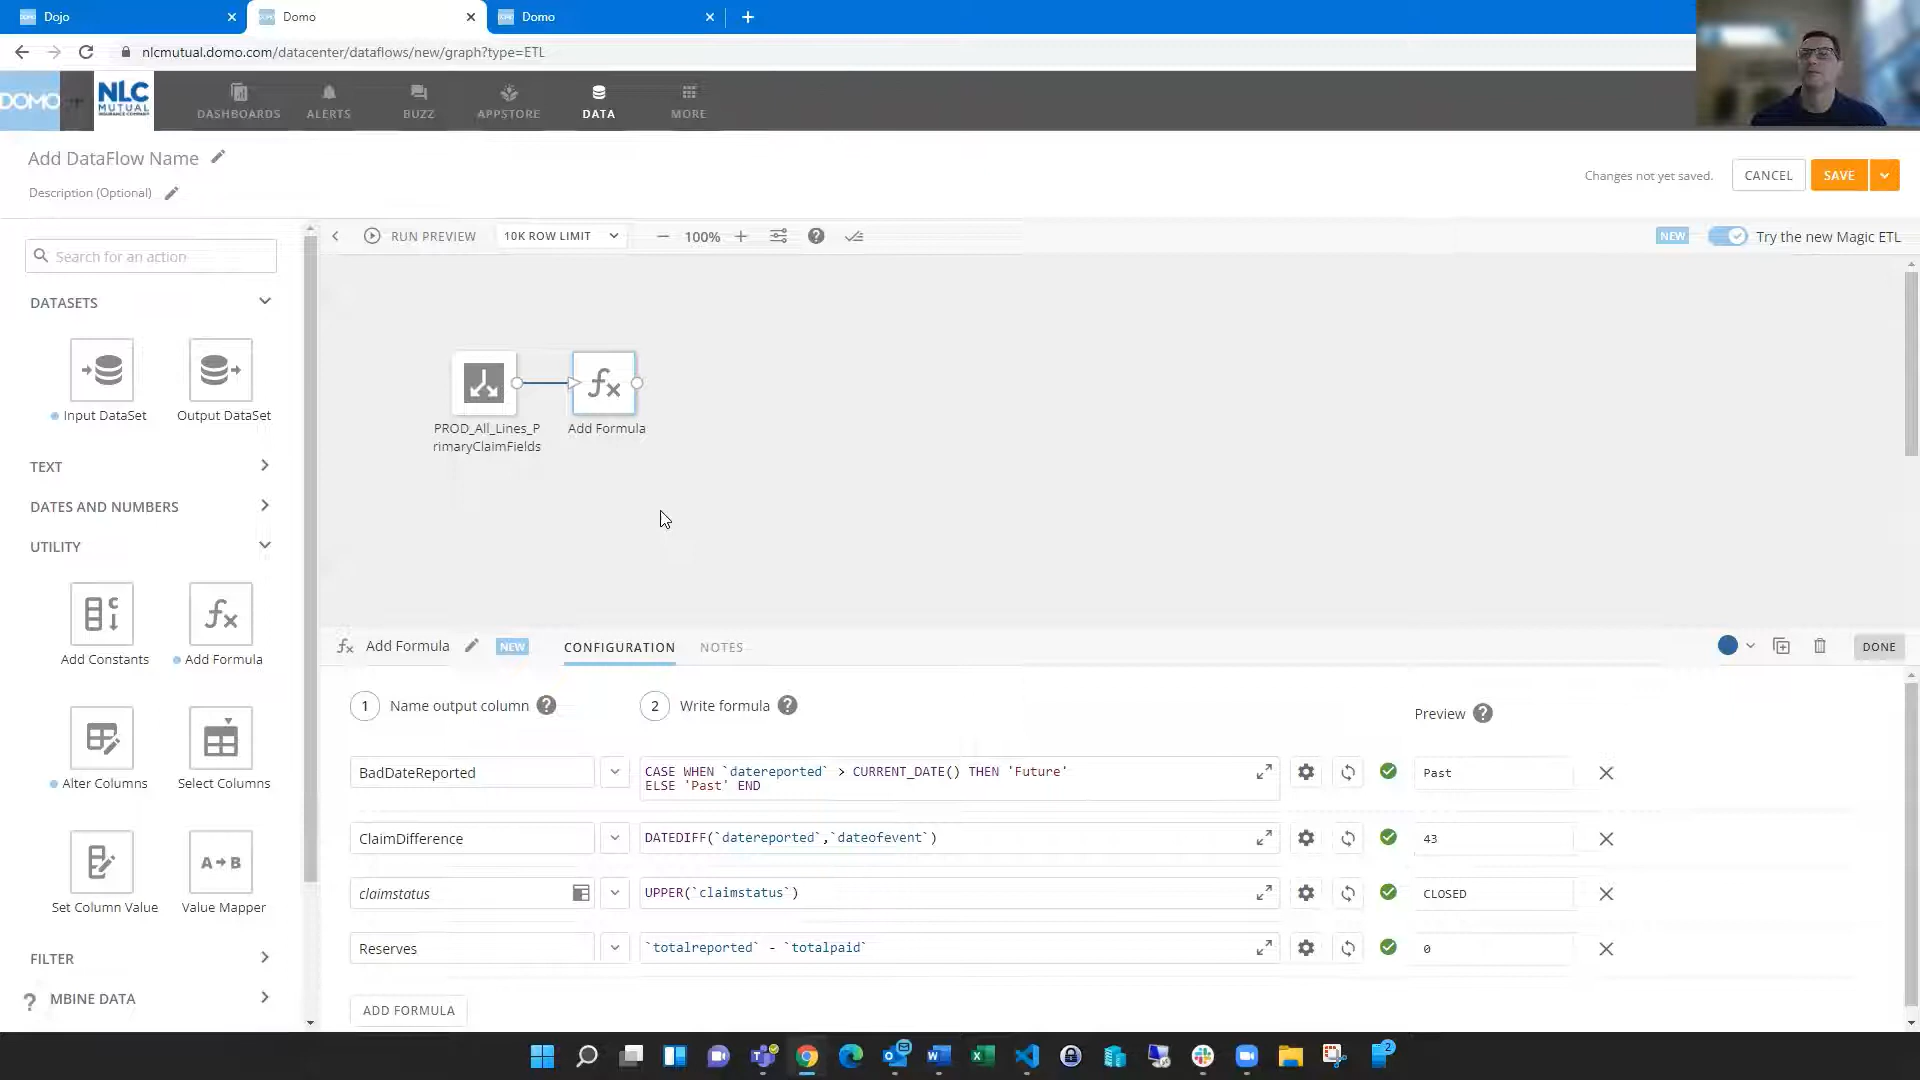 Dojo
Domo
Domo
nlcmutual.domo.com/datacenter/dataflows/new/graph?type=ETL
DOMO
NLC
MUTUAL
INSURANCE COMPANY
DASHBOARDS
ALERTS
BUZZ
APPSTORE
DATA
MORE
Add DataFlow Name
Description (Optional)
Changes not yet saved.
CANCEL
SAVE
Search for an action
RUN PREVIEW
10K ROW LIMIT
100%
NEW
Try the new Magic ETL
DATASETS
Input DataSet
Output DataSet
TEXT
DATES AND NUMBERS
UTILITY
Add Constants
Add Formula
Alter Columns
Select Columns
Set Column Value
A→B
Value Mapper
FILTER
MBINE DATA
PROD_All_Lines_P
rimaryClaimFields
fx
Add Formula
fx
Add Formula
NEW
CONFIGURATION
NOTES
DONE
1
Name output column
2
Write formula
Preview
BadDateReported
CASE WHEN `datereported` > CURRENT_DATE() THEN 'Future'
ELSE 'Past' END
Past
ClaimDifference
DATEDIFF(`datereported`,`dateofevent`)
43
claimstatus
UPPER(`claimstatus`)
CLOSED
Reserves
`totalreported` - `totalpaid`
0
ADD FORMULA
2